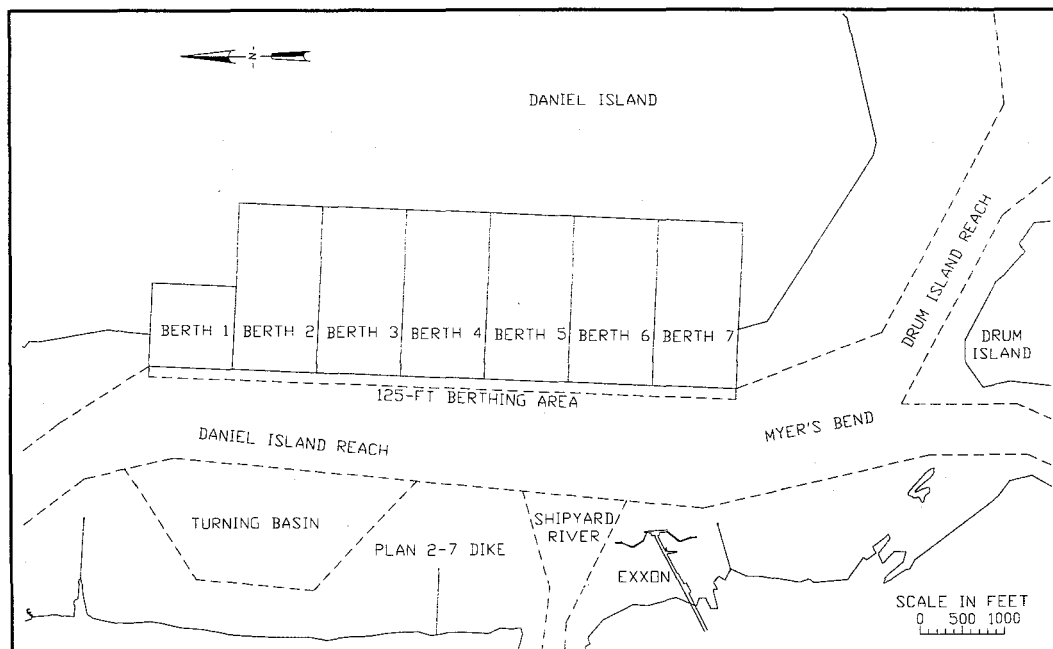 N
DANIEL ISLAND
DRUM ISLAND REACH
BERTH 1
BERTH 2
BERTH 3
BERTH 4
BERTH 5
BERTH 6
BERTH 7
DRUM
ISLAND
125-FT BERTHING AREA
MYER'S BEND
DANIEL ISLAND REACH
TURNING BASIN
SHIPYARD
RIVER
PLAN 2-7 DIKE
EXXON
SCALE IN FEET
0 500 1000